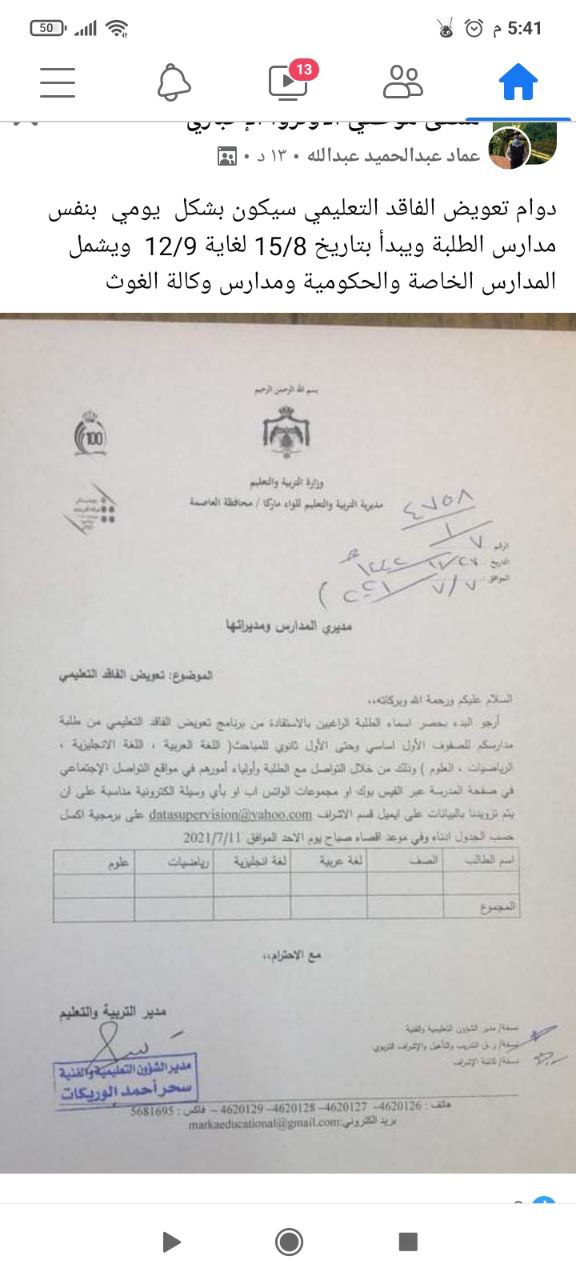 50
5:41 م
13
عماد عبدالحميد عبدالله • ١٣ د •
دوام تعويض الفاقد التعليمي سيكون بشكل يومي بنفس
مدارس الطلبة ويبدأ بتاريخ 15/8 لغاية 12/9 ويشمل
المدارس الخاصة والحكومية ومدارس وكالة الغوث
بسم الله الرحمن الرحيم
100
وزارة التربية والتعليم
مديرية التربية والتعليم للواء ماركا / محافظة العاصمة
الرقم
التاريخ
الموافق
مديري المدارس ومديراتها
الموضوع: تعويض الفاقد التعليمي
السلام عليكم ورحمة الله وبركاته،،
أرجو البدء بحصر اسماء الطلبة الراغبين بالاستفادة من برنامج تعويض الفاقد التعليمي من طلبة
مدارسكم للصفوف الأول اساسي وحتى الأول ثانوي للمباحث( اللغة العربية ، اللغة الانجليزية ،
الرياضيات ، العلوم ) وذلك من خلال التواصل مع الطلبة وأولياء أمورهم في مواقع التواصل الإجتماعي
في صفحة المدرسة عبر الفيس بوك او مجموعات الواتس اب او بأي وسيلة الكترونية مناسبة على ان
يتم تزويدنا بالبيانات على ايميل قسم الاشراف datasupervision@yahoo.com على برمجية اكسل
حسب الجدول ادناه وفي موعد اقصاه صباح يوم الاحد الموافق 2021/7/11
اسم الطالب الصف لغة عربية لغة انجليزية رياضيات علوم
المجموع
مع الاحترام،،
مدير التربية والتعليم
مدير الشؤون التعليمية والفنية
سحر أحمد الوريكات
نسخة/ مدير الشؤون التعليمية والفنية
نسخة/ ر.ق التدريب والتأهيل والإشراف التربوي
نسخة/ الإشراف
هاتف : 4620126– 4620127– 4620128– 4620129 – فاكس : 5681695
بريد الكتروني:markaeducational@gmail.com